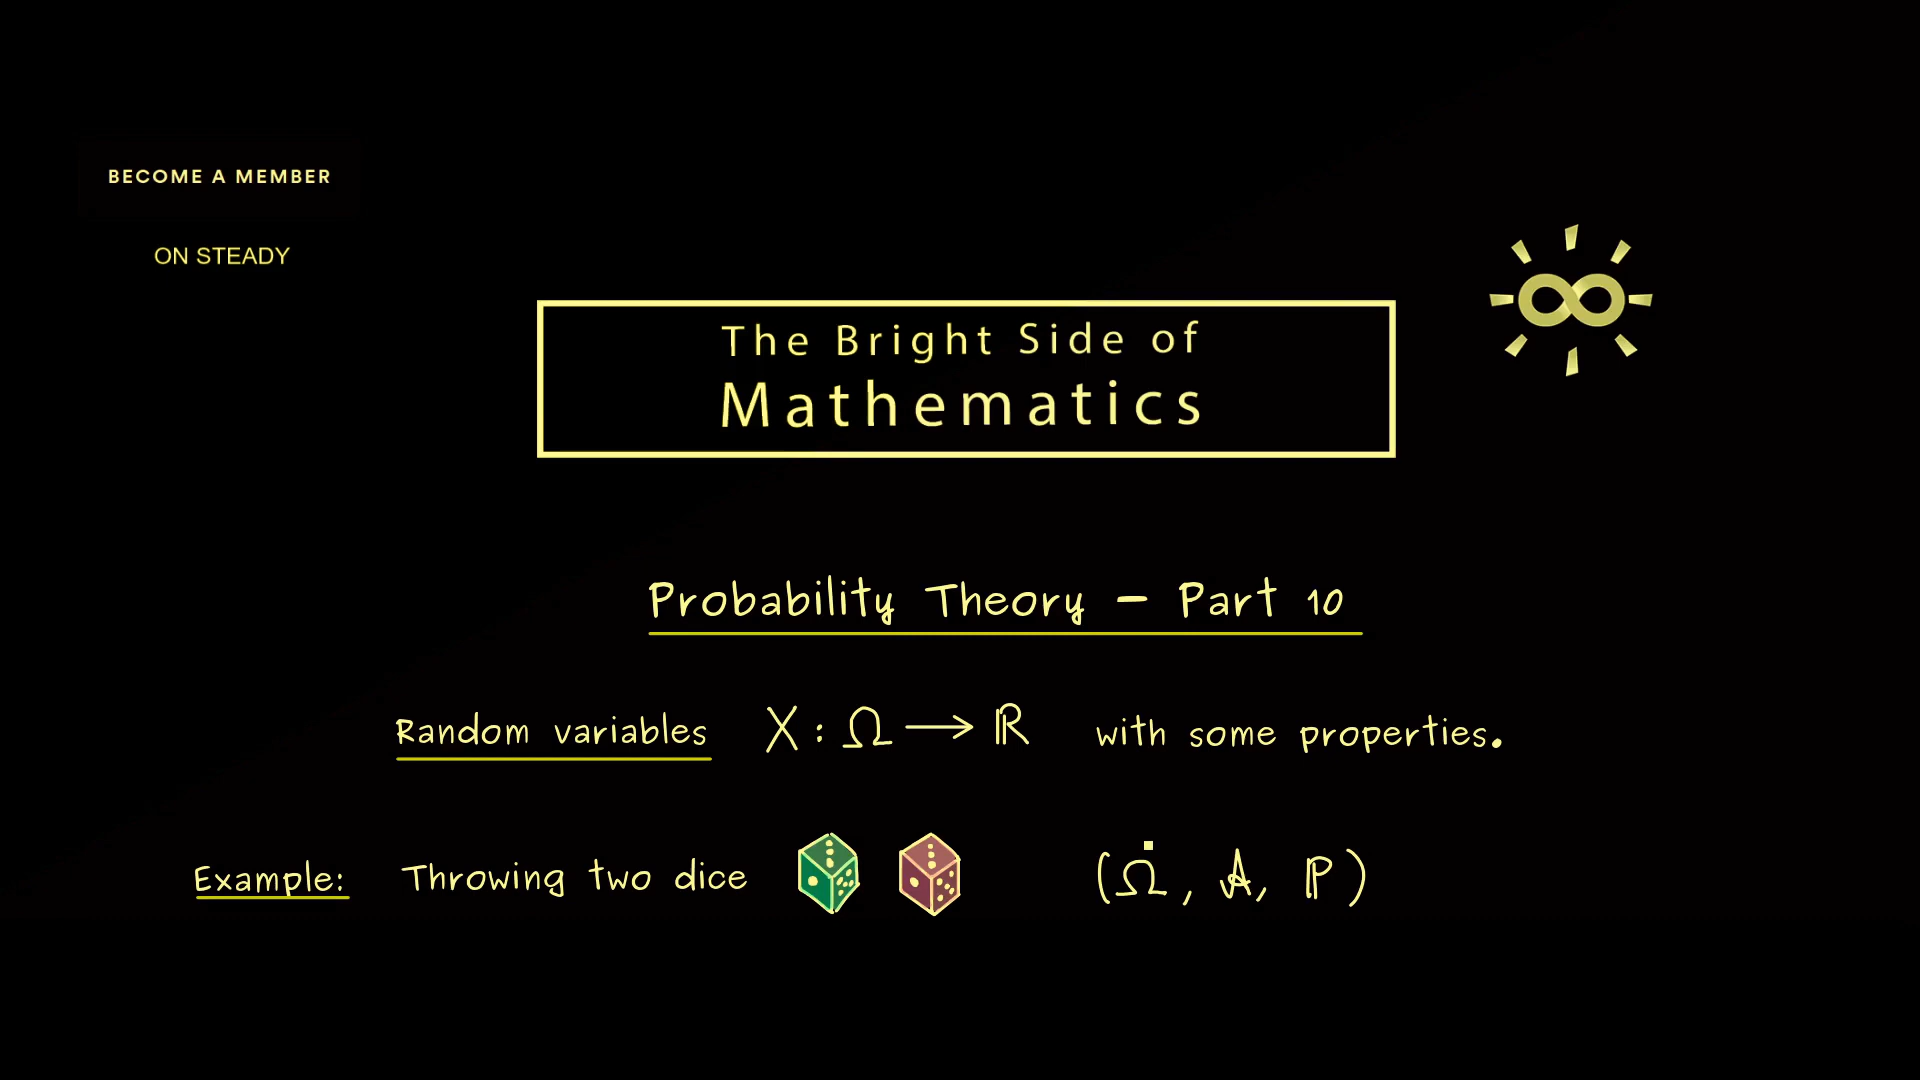 BECOME A MEMBER
ON STEADY
The Bright Side of
Mathematics
Probability Theory – Part 10
Random variables X : Ω ⟶ ℝ with some properties.
Example: Throwing two dice (Ω, 𝔸, ℙ)